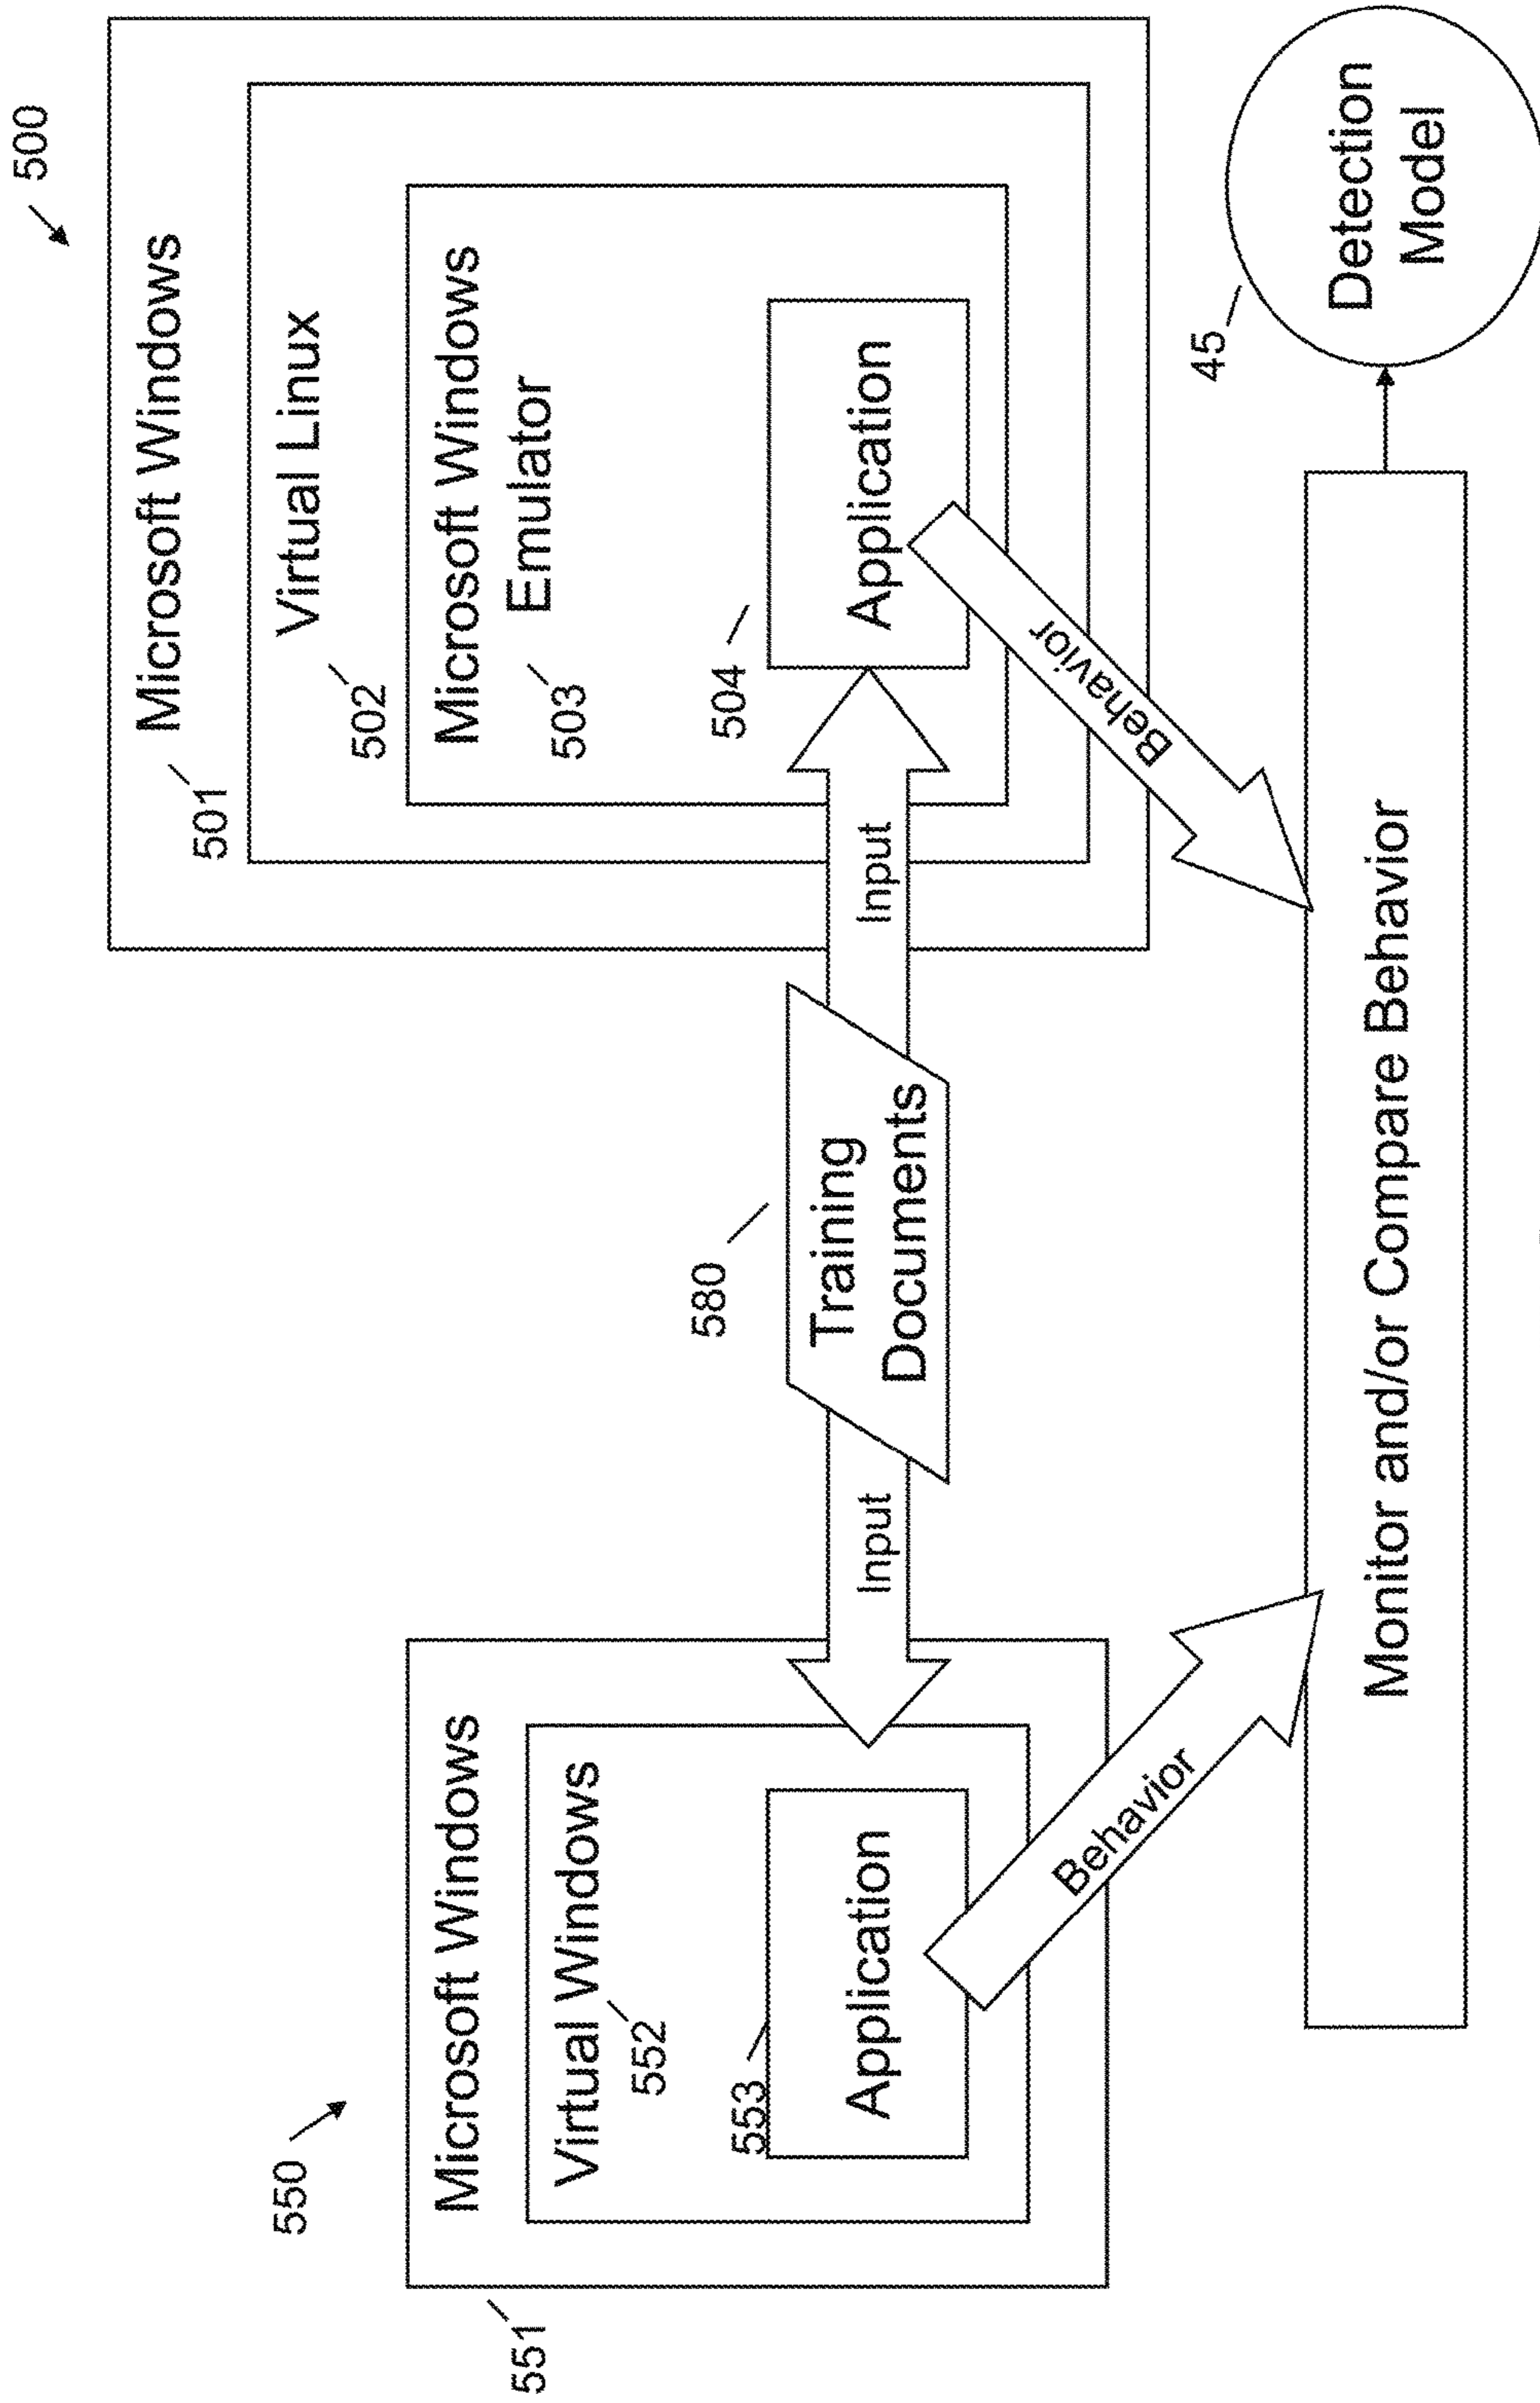 550
551
Microsoft Windows
Virtual Windows
552
553
Application
Input
Behavior
580
Training
Documents
500
Microsoft Windows
501
Virtual Linux
502
Microsoft Windows
Emulator
503
504
Application
Input
Behavior
Monitor and/or Compare Behavior
45
Detection
Model